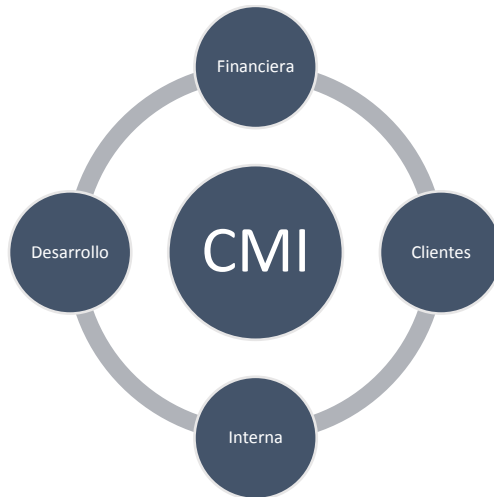 Financiera
Desarrollo
CMI
Clientes
Interna